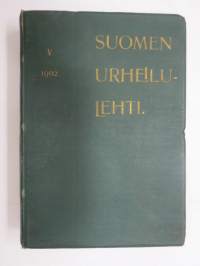 V
1902
SUOMEN
URHEILU-
LEHTI.